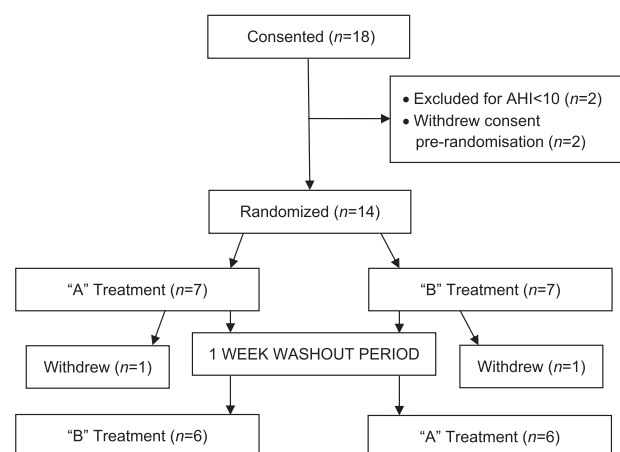 Consented (n=18)
• Excluded for AHI<10 (n=2)
• Withdrew consent
pre-randomisation (n=2)
Randomized (n=14)
“A” Treatment (n=7)
“B” Treatment (n=7)
Withdrew (n=1)
1 WEEK WASHOUT PERIOD
Withdrew (n=1)
“B” Treatment (n=6)
“A” Treatment (n=6)